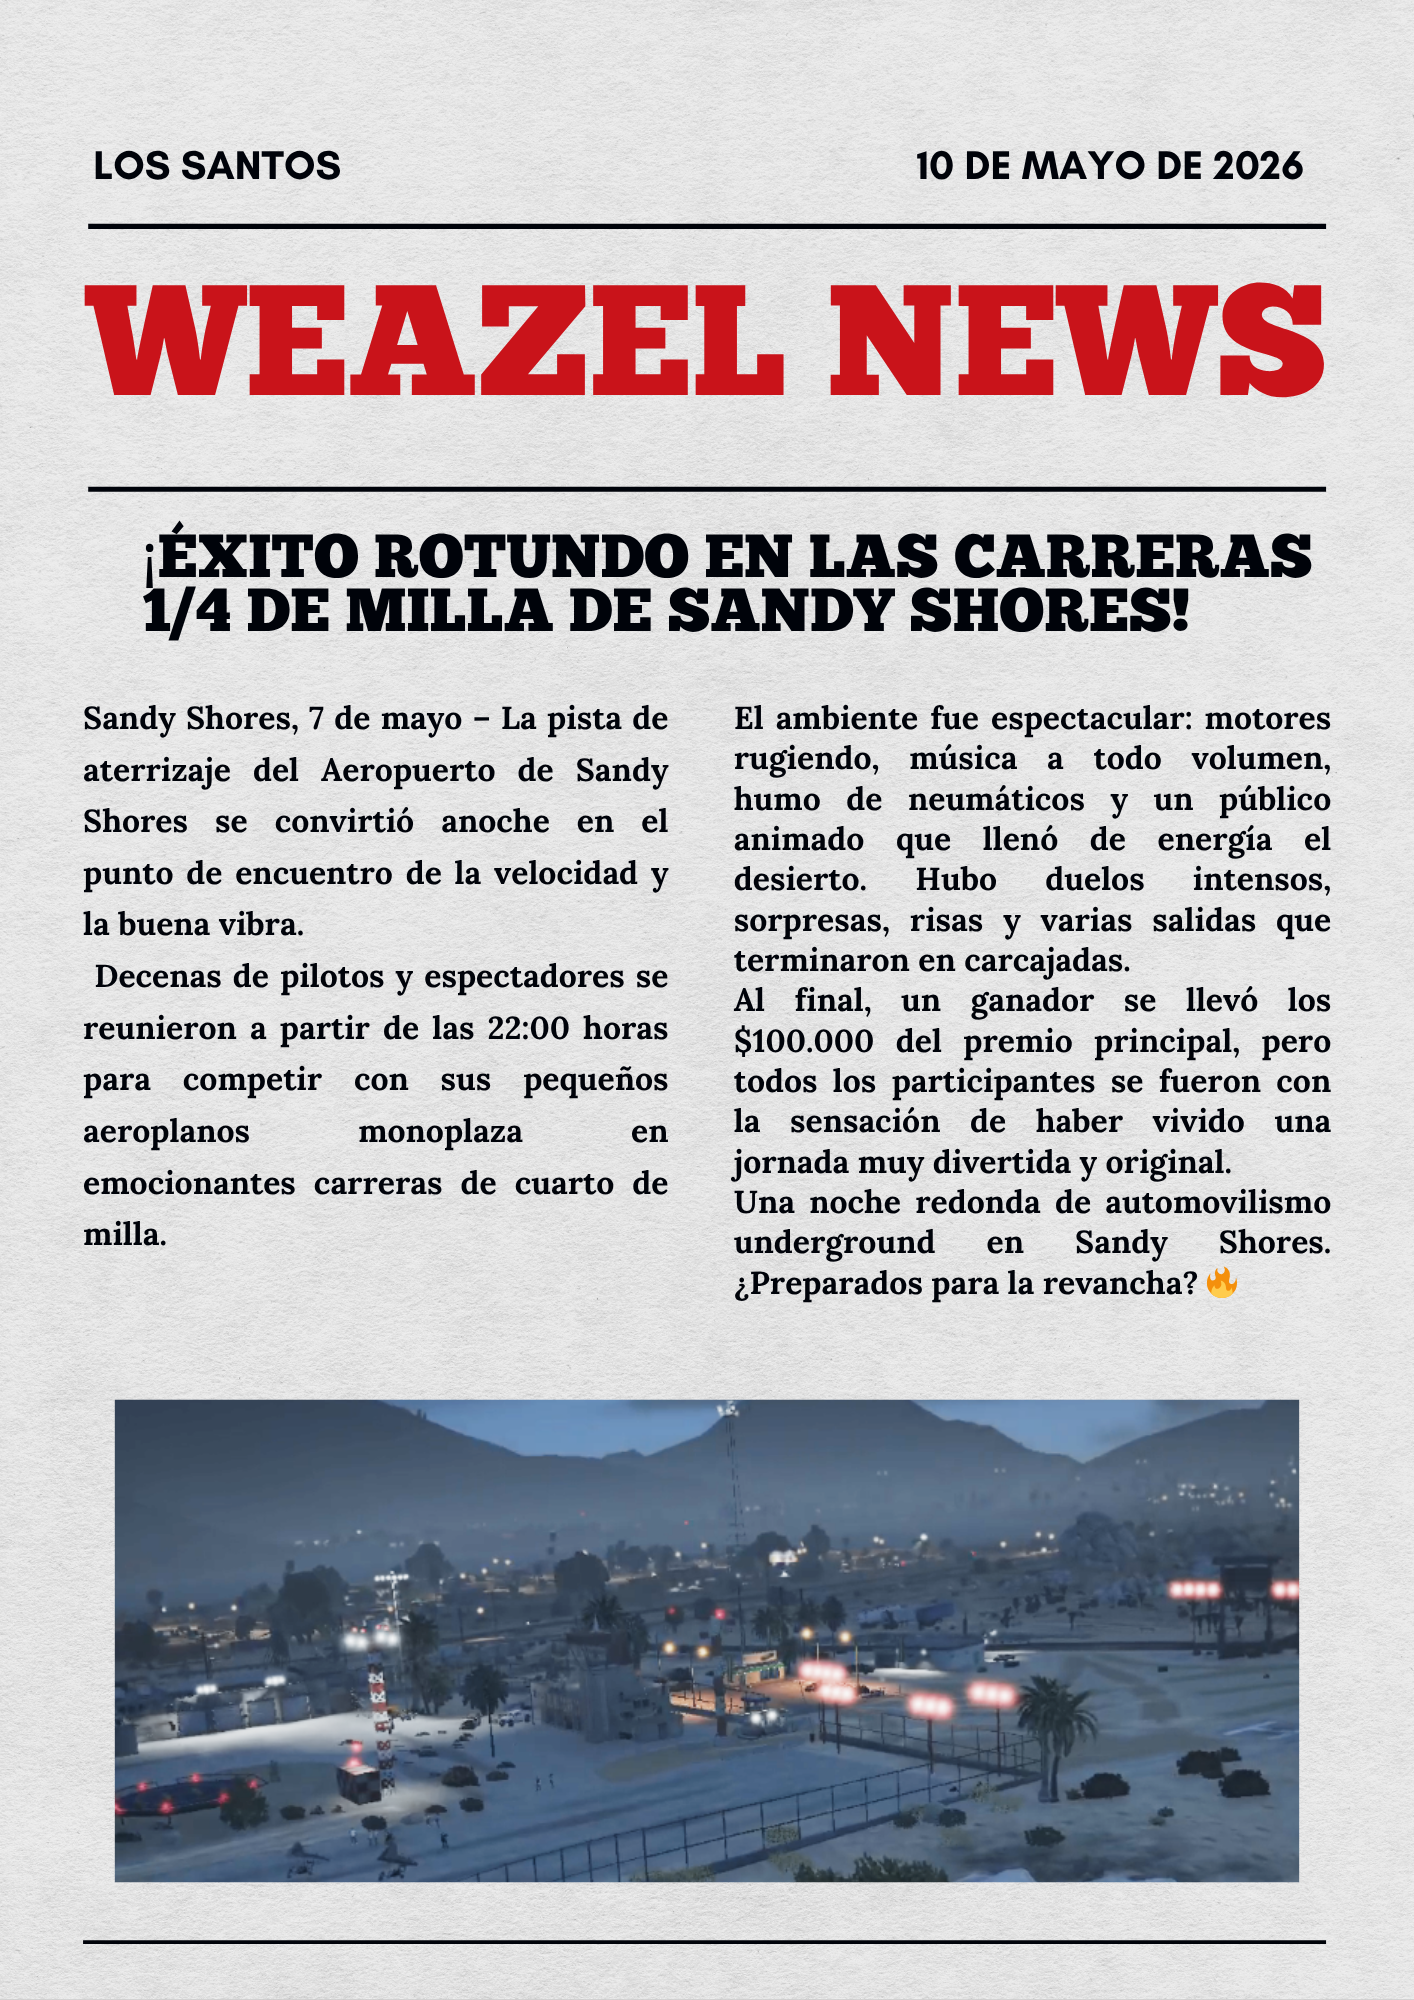 LOS SANTOS
10 DE MAYO DE 2026
WEAZEL NEWS
¡ÉXITO ROTUNDO EN LAS CARRERAS
1/4 DE MILLA DE SANDY SHORES!
Sandy Shores, 7 de mayo – La pista de
aterrizaje del Aeropuerto de Sandy
Shores se convirtió anoche en el
punto de encuentro de la velocidad y
la buena vibra.
Decenas de pilotos y espectadores se
reunieron a partir de las 22:00 horas
para competir con sus pequeños
aeroplanos monoplaza en
emocionantes carreras de cuarto de
milla.
El ambiente fue espectacular: motores
rugiendo, música a todo volumen,
humo de neumáticos y un público
animado que llenó de energía el
desierto. Hubo duelos intensos,
sorpresas, risas y varias salidas que
terminaron en carcajadas.
Al final, un ganador se llevó los
$100.000 del premio principal, pero
todos los participantes se fueron con
la sensación de haber vivido una
jornada muy divertida y original.
Una noche redonda de automovilismo
underground en Sandy Shores.
¿Preparados para la revancha? 🔥